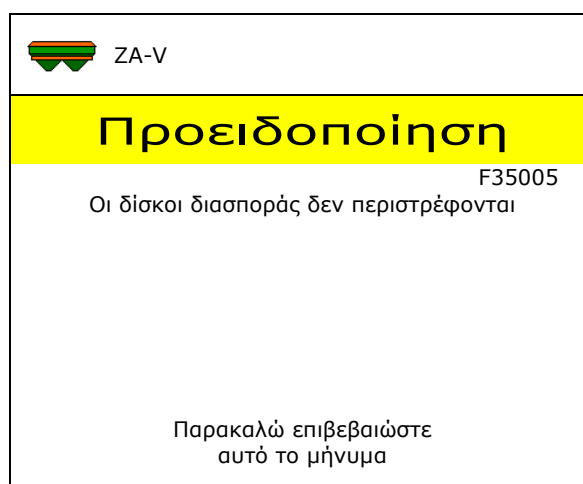 ZA-V
Προειδοποίηση
F35005
Οι δίσκοι διασποράς δεν περιστρέφονται
Παρακαλώ επιβεβαιώστε
αυτό το μήνυμα